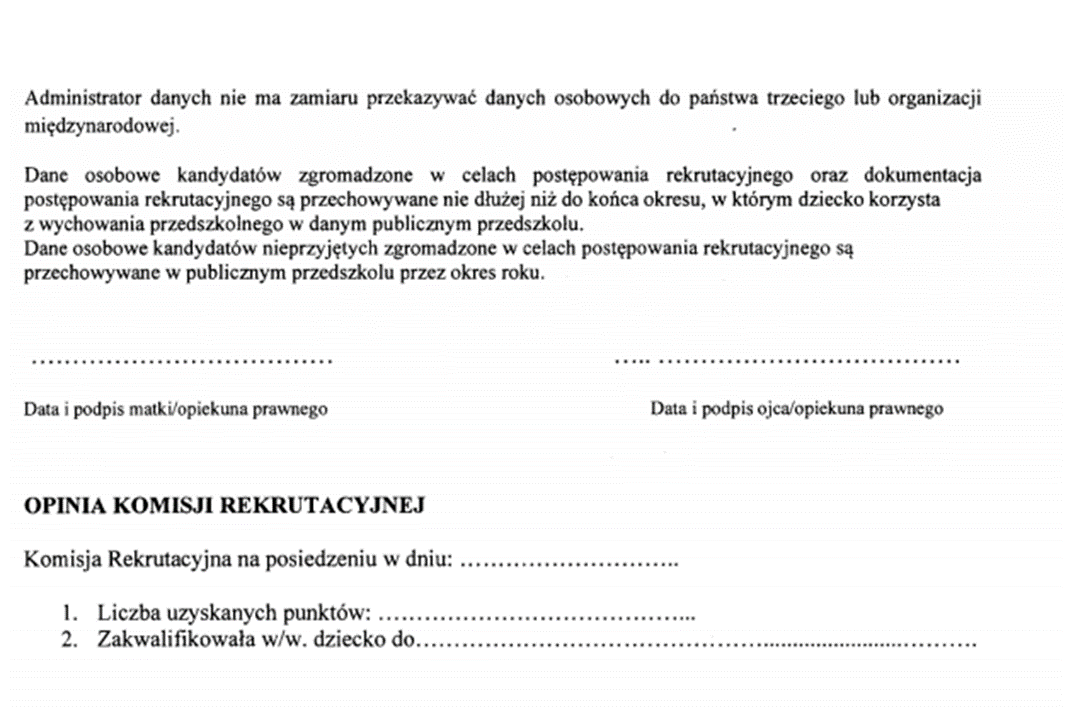 Administrator danych nie ma zamiaru przekazywać danych osobowych do państwa trzeciego lub organizacji
międzynarodowej.
Dane osobowe kandydatów zgromadzone w celach postępowania rekrutacyjnego oraz dokumentacja
postępowania rekrutacyjnego są przechowywane nie dłużej niż do końca okresu, w którym dziecko korzysta
z wychowania przedszkolnego w danym publicznym przedszkolu.
Dane osobowe kandydatów nieprzyjętych zgromadzone w celach postępowania rekrutacyjnego są
przechowywane w publicznym przedszkolu przez okres roku.
.................................... ..... ....................................
Data i podpis matki/opiekuna prawnego Data i podpis ojca/opiekuna prawnego
OPINIA KOMISJI REKRUTACYJNEJ
Komisja Rekrutacyjna na posiedzeniu w dniu: ………………………..
1. Liczba uzyskanych punktów: …………………………………...
2. Zakwalifikowała w/w. dziecko do……………………………………….............................……….